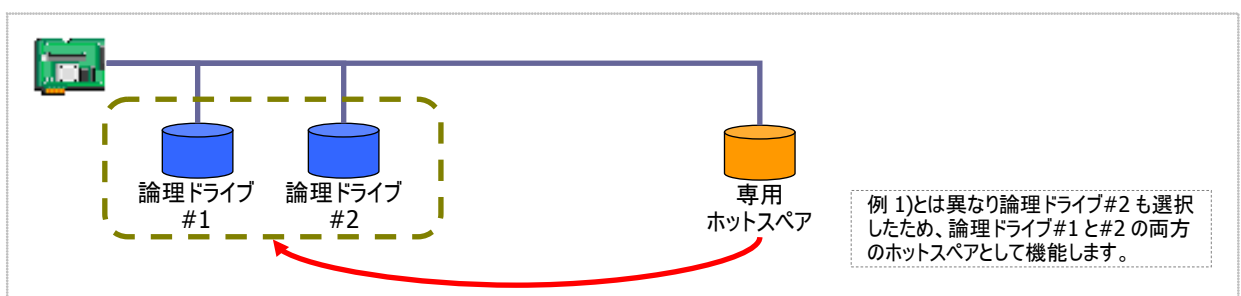 論理ドライブ
#1
論理ドライブ
#2
専用
ホットスペア
例 1)とは異なり論理ドライブ#2 も選択
したため、論理ドライブ#1 と#2 の両方
のホットスペアとして機能します。